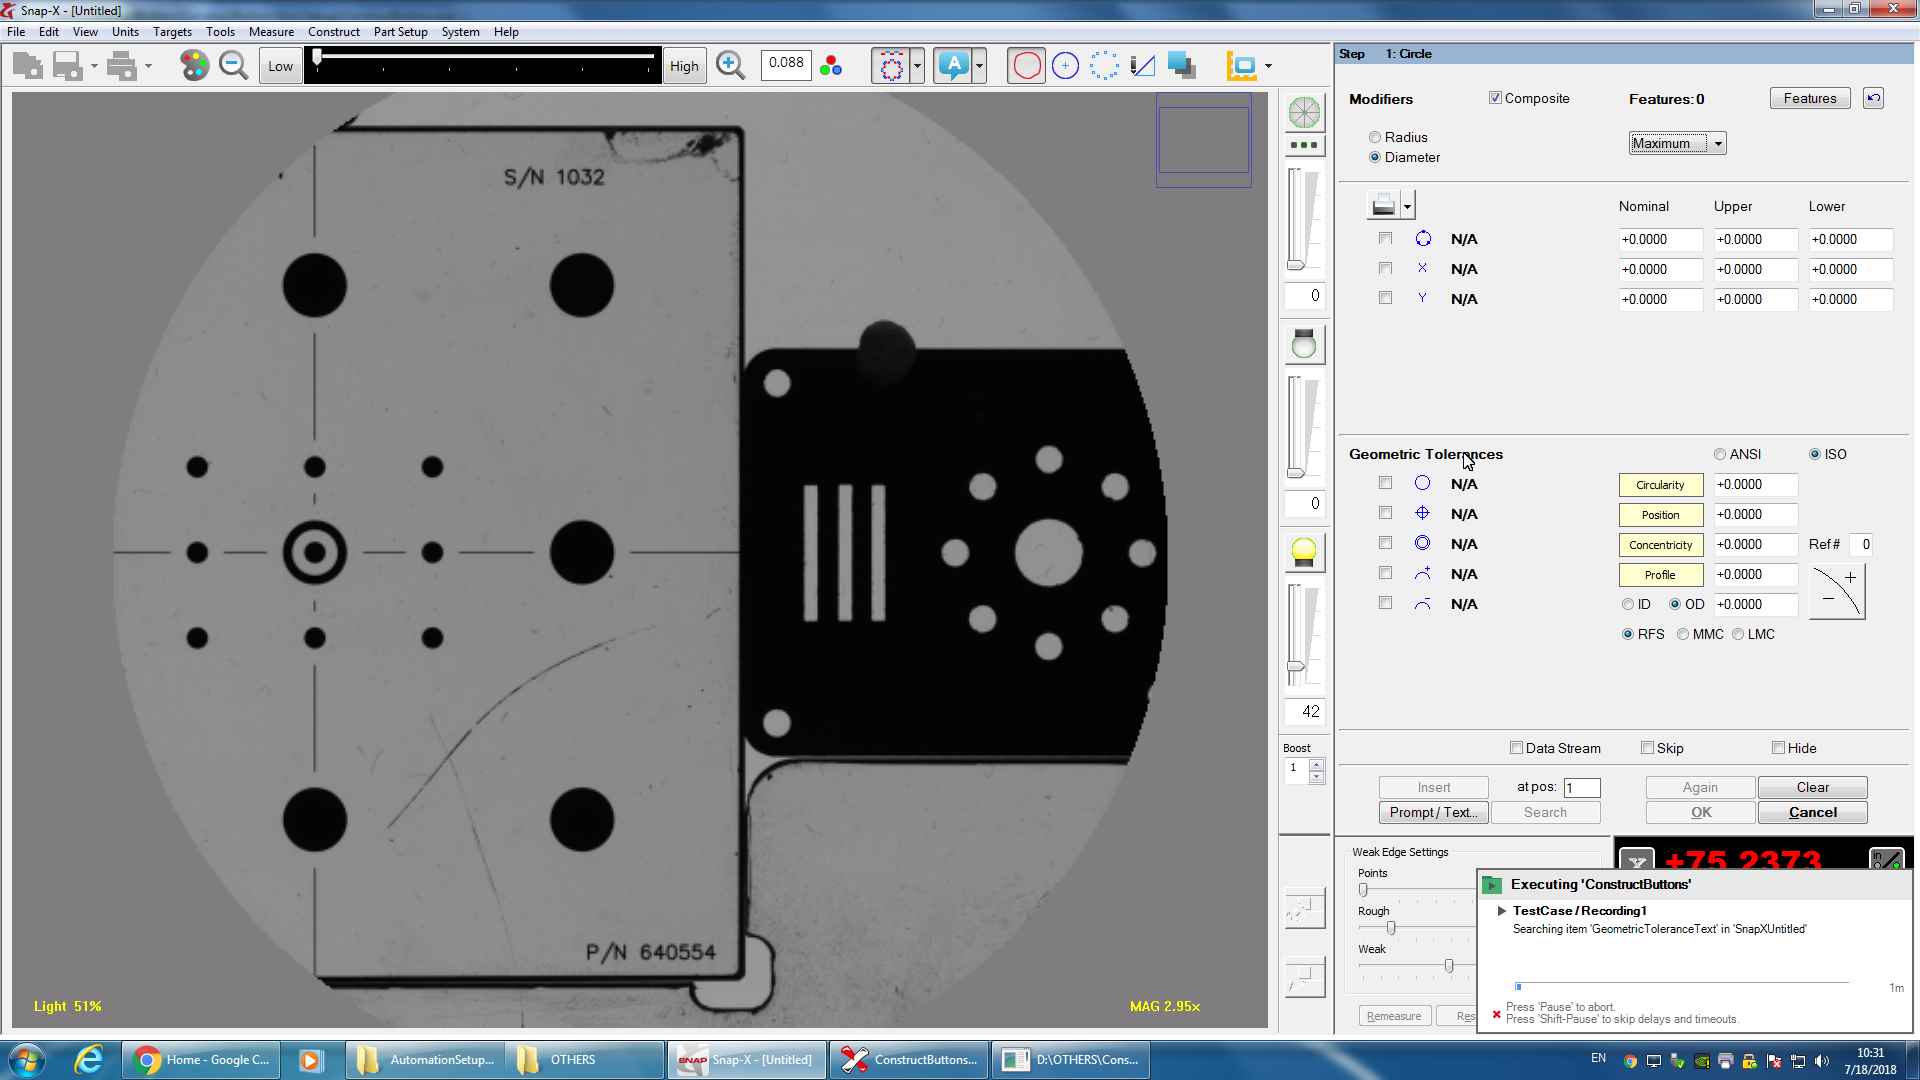 Snap-X - [Untitled]
File Edit View Units Targets Tools Measure Construct Part Setup System Help
Low High 0.088 A
Step 1: Circle
Modifiers Composite Features: 0 Features
Radius
Diameter
Maximum
Nominal Upper Lower
N/A +0.0000 +0.0000 +0.0000
X N/A +0.0000 +0.0000 +0.0000
Y N/A +0.0000 +0.0000 +0.0000
Geometric Tolerances ANSI ISO
N/A Circularity +0.0000
N/A Position +0.0000
N/A Concentricity +0.0000 Ref # 0
N/A Profile +0.0000
N/A ID OD +0.0000
RFS MMC LMC
Data Stream Skip Hide
Insert at pos: 1 Again Clear
Prompt / Text... Search OK Cancel
S/N 1032
P/N 640554
Light 51%
MAG 2.95x
0
0
42
Boost
1
Weak Edge Settings
Points
Rough
Weak
Remeasure Res
X +75.2373 in
Executing 'ConstructButtons'
TestCase / Recording1
Searching item 'GeometricToleranceText' in 'SnapXUntitled'
1m
Press 'Pause' to abort.
Press 'Shift-Pause' to skip delays and timeouts.
Home - Google C... AutomationSetup... OTHERS SNAP Snap-X - [Untitled] ConstructButtons... D:\OTHERS\Cons...
EN 10:31
7/18/2018